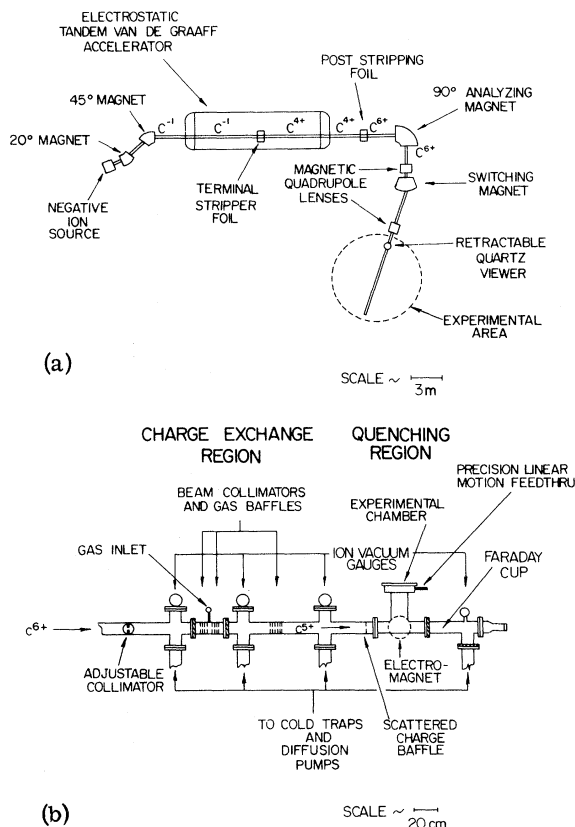 ELECTROSTATIC
TANDEM VAN DE GRAAFF
ACCELERATOR
POST STRIPPING
FOIL
90° ANALYZING
MAGNET
45° MAGNET
20° MAGNET
C⁻¹
C⁻¹
C⁴⁺
C⁴⁺
C⁶⁺
C⁶⁺
NEGATIVE
ION
SOURCE
TERMINAL
STRIPPER
FOIL
MAGNETIC
QUADRUPOLE
LENSES
SWITCHING
MAGNET
RETRACTABLE
QUARTZ
VIEWER
EXPERIMENTAL
AREA
(a)
SCALE ~
3m
CHARGE EXCHANGE
REGION
QUENCHING
REGION
BEAM COLLIMATORS
AND GAS BAFFLES
EXPERIMENTAL
CHAMBER
PRECISION LINEAR
MOTION FEEDTHRU
GAS INLET
ION VACUUM
GAUGES
FARADAY
CUP
C⁶⁺
C⁵⁺
ADJUSTABLE
COLLIMATOR
ELECTRO-
MAGNET
TO COLD TRAPS
AND
DIFFUSION
PUMPS
SCATTERED
CHARGE
BAFFLE
(b)
SCALE ~
20 cm